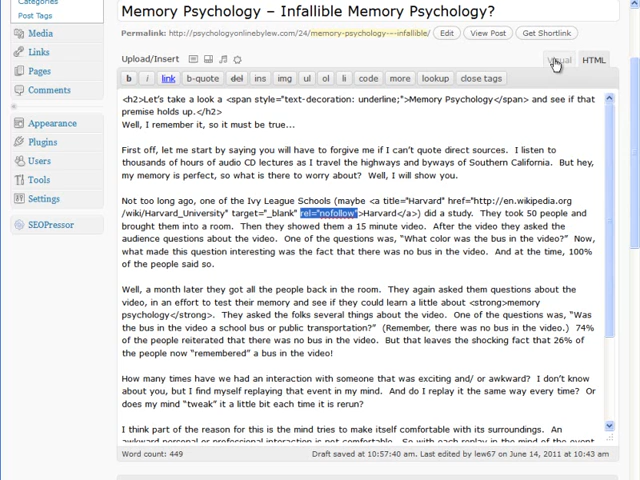 Categories
Post Tags
Media
Links
Pages
Comments
Appearance
Plugins
Users
Tools
Settings
SEOPressor
Memory Psychology – Infallible Memory Psychology?
Permalink: http://psychologyonlinebylew.com/24/memory-psychology-–-infallible/ Edit View Post Get Shortlink
Upload/Insert Visual HTML
b i link b-quote del ins img ul ol li code more lookup close tags
<h2>Let's take a look a <span style="text-decoration: underline;">Memory Psychology</span> and see if that
premise holds up.</h2>
Well, I remember it, so it must be true...
First off, let me start by saying you will have to forgive me if I can't quote direct sources.  I listen to
thousands of hours of audio CD lectures as I travel the highways and byways of Southern California.  But hey,
my memory is perfect, so what is there to worry about?  Well, I will show you.
Not too long ago, one of the Ivy League Schools (maybe <a title="Harvard" href="http://en.wikipedia.org
/wiki/Harvard_University" target="_blank" rel="nofollow">Harvard</a>) did a study.  They took 50 people and
brought them into a room.  Then they showed them a 15 minute video.  After the video they asked the
audience questions about the video.  One of the questions was, “What color was the bus in the video?”  Now,
what made this question interesting was the fact that there was no bus in the video.  And at the time, 100%
of the people said so.
Well, a month later they got all the people back in the room.  They again asked them questions about the
video, in an effort to test their memory and see if they could learn a little about <strong>memory
psychology</strong>.  They asked the folks several things about the video.  One of the questions was, “Was
the bus in the video a school bus or public transportation?”  (Remember, there was no bus in the video.)  74%
of the people reiterated that there was no bus in the video.  But that leaves the shocking fact that 26% of
the people now “remembered” a bus in the video!
How many times have we had an interaction with someone that was exciting and/ or awkward?  I don't know
about you, but I find myself replaying that event in my mind.  And do I replay it the same way every time?  Or
does my mind “tweak” it a little bit each time it is rerun?
I think part of the reason for this is the mind tries to make itself comfortable with its surroundings.  An
awkward personal or professional interaction is not comfortable.  So with each replay in the mind of the event
Word count: 449 Draft saved at 10:57:40 am. Last edited by lew67 on June 14, 2011 at 10:43 am